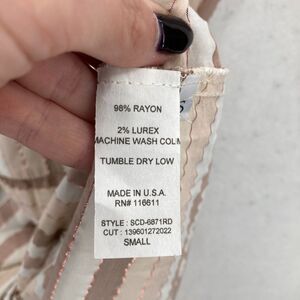 98% RAYON
2% LUREX
MACHINE WASH COL
TUMBLE DRY LOW
MADE IN U.S.A.
RN# 116611
STYLE : SCD-6871RD
CUT : 139601272022
SMALL